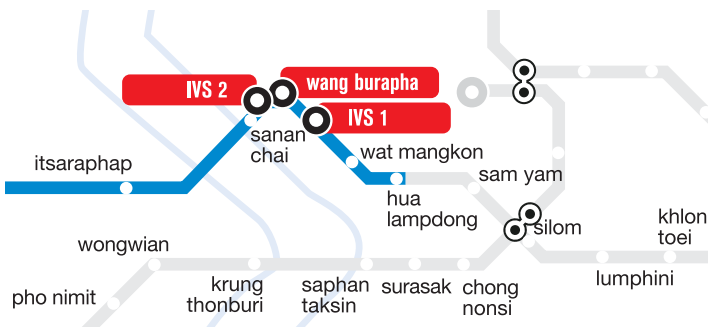 IVS 2
wang burapha
IVS 1
sanan
chai
itsaraphap
wat mangkon
sam yam
hua
lampdong
silom
khlon
toei
wongwian
lumphini
krung
thonburi
saphan
taksin
surasak
chong
nonsi
pho nimit